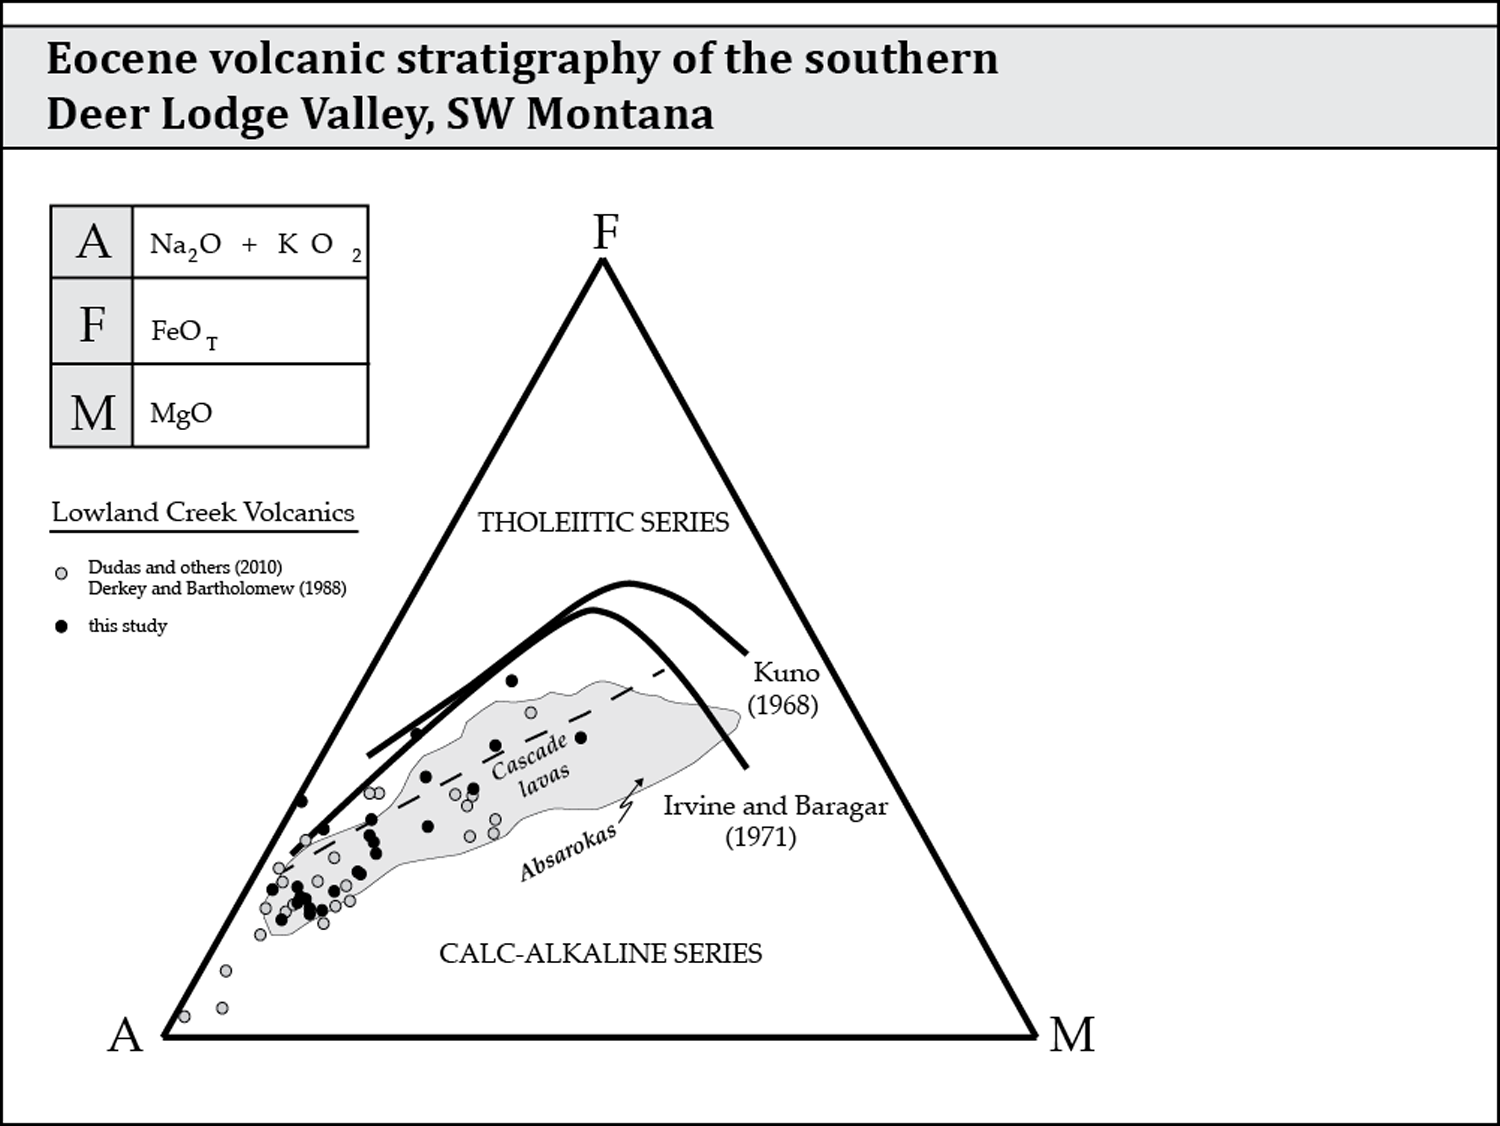 Eocene volcanic stratigraphy of the southern
Deer Lodge Valley, SW Montana
A Na₂O + K O ₂
F FeO T
M MgO
Lowland Creek Volcanics
Dudas and others (2010)
Derkey and Bartholomew (1988)
this study
F
THOLEIITIC SERIES
Kuno
(1968)
Cascade
lavas
Irvine and Baragar
(1971)
Absarokas
CALC-ALKALINE SERIES
A
M